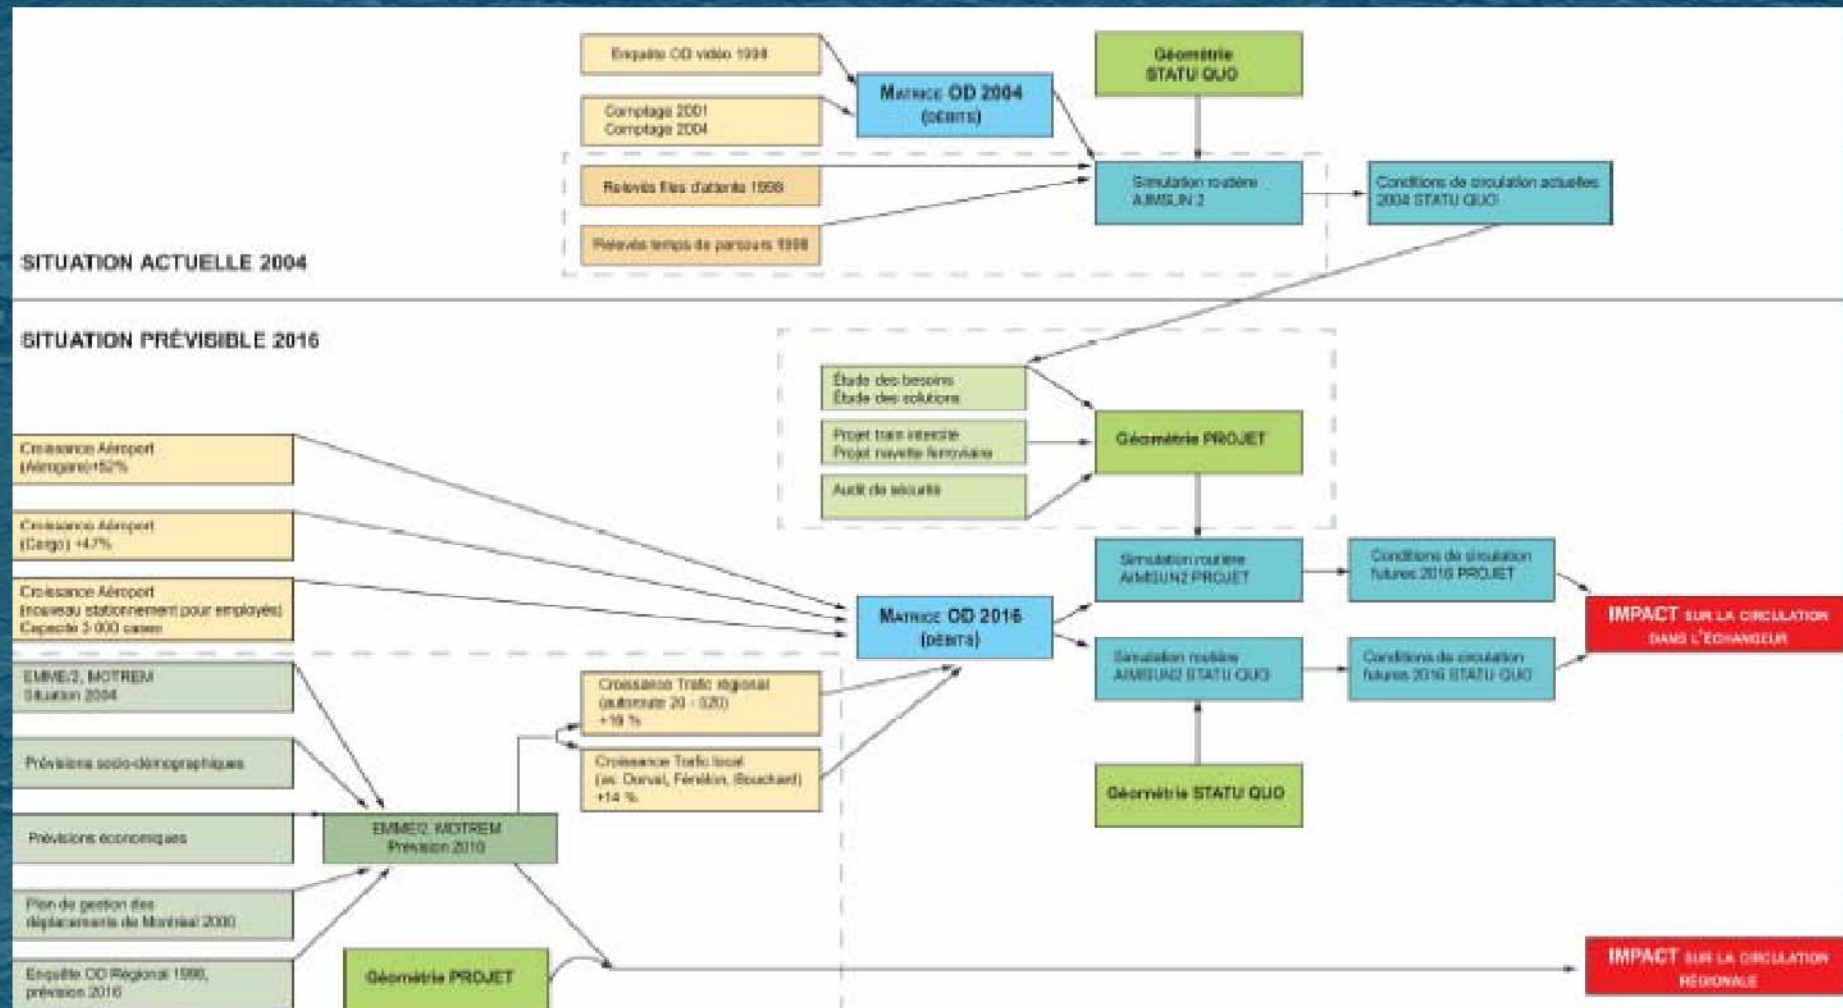 Enquête OD vidéo 1998
Comptage 2001
Comptage 2004
MATRICE OD 2004
(DÉBITS)
Géométrie
STATU QUO
Relevés files d'attente 1998
Relevés temps de parcours 1998
Simulation routière
AIMSUN 2
Conditions de circulation actuelles
2004 STATU QUO
SITUATION ACTUELLE 2004
SITUATION PRÉVISIBLE 2016
Étude des besoins
Étude des solutions
Projet train intercité
Projet navette ferroviaire
Audit de sécurité
Géométrie PROJET
Croissance Aéroport
(Aérogare)+52%
Croissance Aéroport
(Cargo) +47%
Croissance Aéroport
(nouveau stationnement pour employés)
Capacité 3 000 cases
MATRICE OD 2016
(DÉBITS)
Simulation routière
AIMSUN2 PROJET
Conditions de circulation
futures 2016 PROJET
Simulation routière
AIMSUN2 STATU QUO
Conditions de circulation
futures 2016 STATU QUO
IMPACT SUR LA CIRCULATION
DANS L'ÉCHANGEUR
EMME/2, MOTREM
Situation 2004
Prévisions socio-démographiques
Prévisions économiques
Plan de gestion des
déplacements de Montréal 2000
Enquête OD Régional 1998,
prévision 2016
EMME/2, MOTREM
Prévision
Croissance Trafic régional
(autoroute 20 - 520)
+16 %
Croissance Trafic local
(av. Dorval, Fénélon, Bouchard)
+14 %
Géométrie STATU QUO
Géométrie PROJET
IMPACT SUR LA CIRCULATION
RÉGIONALE